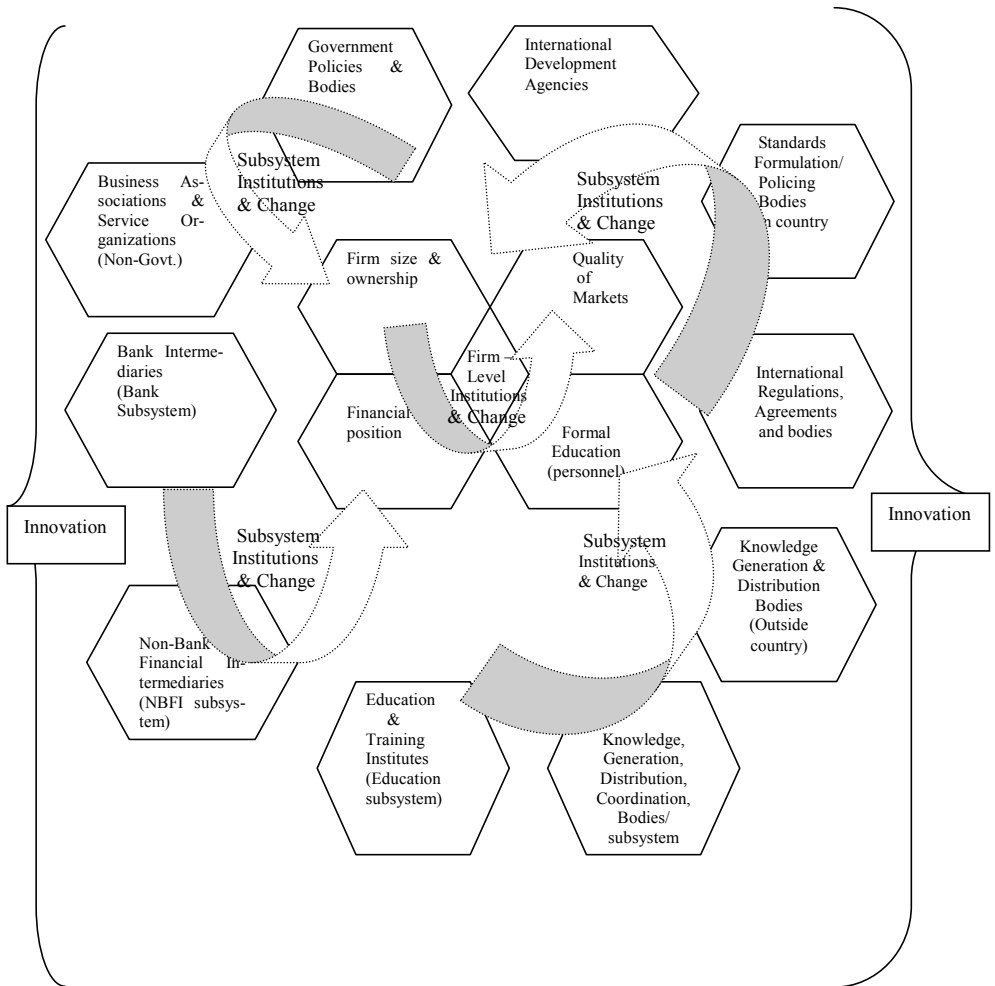 Government
Policies &
Bodies
International
Development
Agencies
Subsystem
Institutions
& Change
Business As-
sociations &
Service Or-
ganizations
(Non-Govt.)
Subsystem
Institutions
& Change
Standards
Formulation/
Policing
Bodies
in country
Firm size &
ownership
Quality
of
Markets
Bank Interme-
diaries
(Bank
Subsystem)
Firm –
Level
Institutions
& Change
Financial
position
Formal
Education
(personnel)
International
Regulations,
Agreements
and bodies
Innovation
Innovation
Subsystem
Institutions
& Change
Subsystem
Institutions
& Change
Knowledge
Generation &
Distribution
Bodies
(Outside
country)
Non-Bank
Financial In-
termediaries
(NBFI subsys-
tem)
Education
&
Training
Institutes
(Education
subsystem)
Knowledge,
Generation,
Distribution,
Coordination,
Bodies/
subsystem